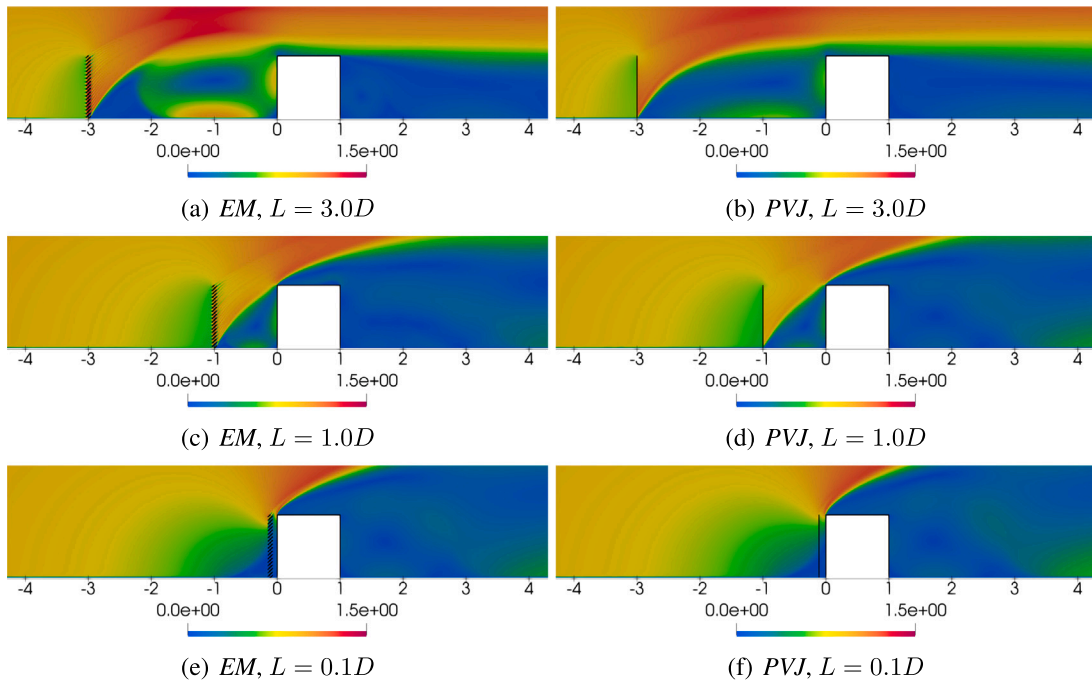 -4 -3 -2 -1 0 1 2 3 4
-4 -3 -2 -1 0 1 2 3 4
0.0e+00 1.5e+00
0.0e+00 1.5e+00
(a) EM, L = 3.0D
(b) PVJ, L = 3.0D
-4 -3 -2 -1 0 1 2 3 4
-4 -3 -2 -1 0 1 2 3 4
0.0e+00 1.5e+00
0.0e+00 1.5e+00
(c) EM, L = 1.0D
(d) PVJ, L = 1.0D
-4 -3 -2 -1 0 1 2 3 4
-4 -3 -2 -1 0 1 2 3 4
0.0e+00 1.5e+00
0.0e+00 1.5e+00
(e) EM, L = 0.1D
(f) PVJ, L = 0.1D